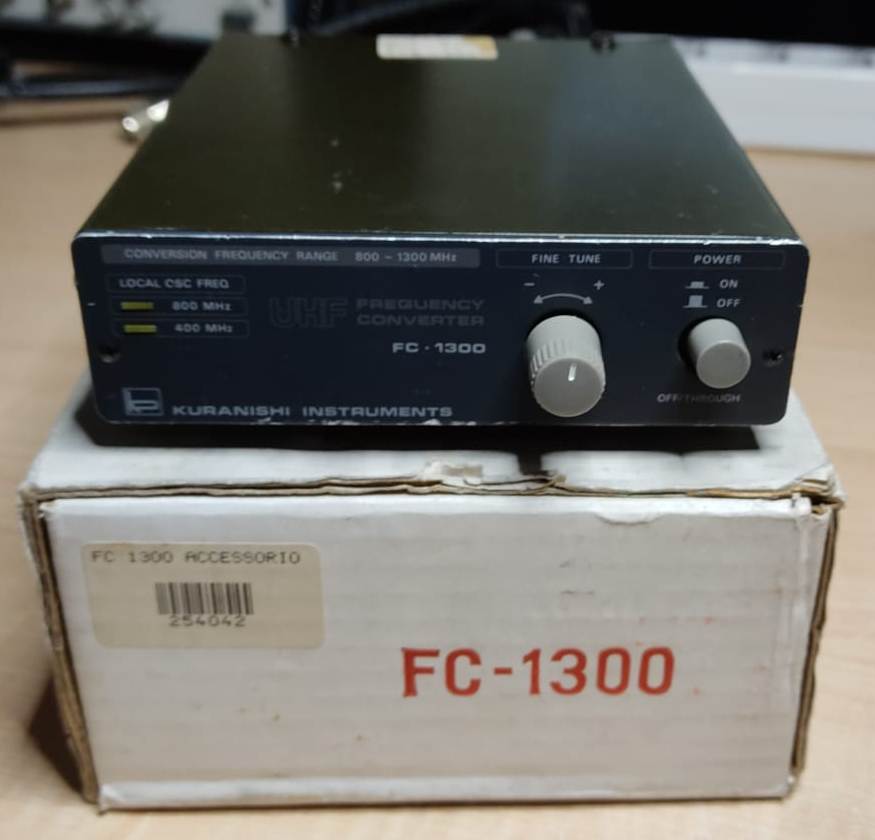 CONVERSION FREQUENCY RANGE 800 ~ 1300 MHz
FINE TUNE
POWER
LOCAL OSC FREQ
800 MHz
400 MHz
UHF FREQUENCY
CONVERTER
FC · 1300
− +
ON
OFF
OFF/THROUGH
KURANISHI INSTRUMENTS
FC 1300 ACCESSORIO
254042
FC-1300